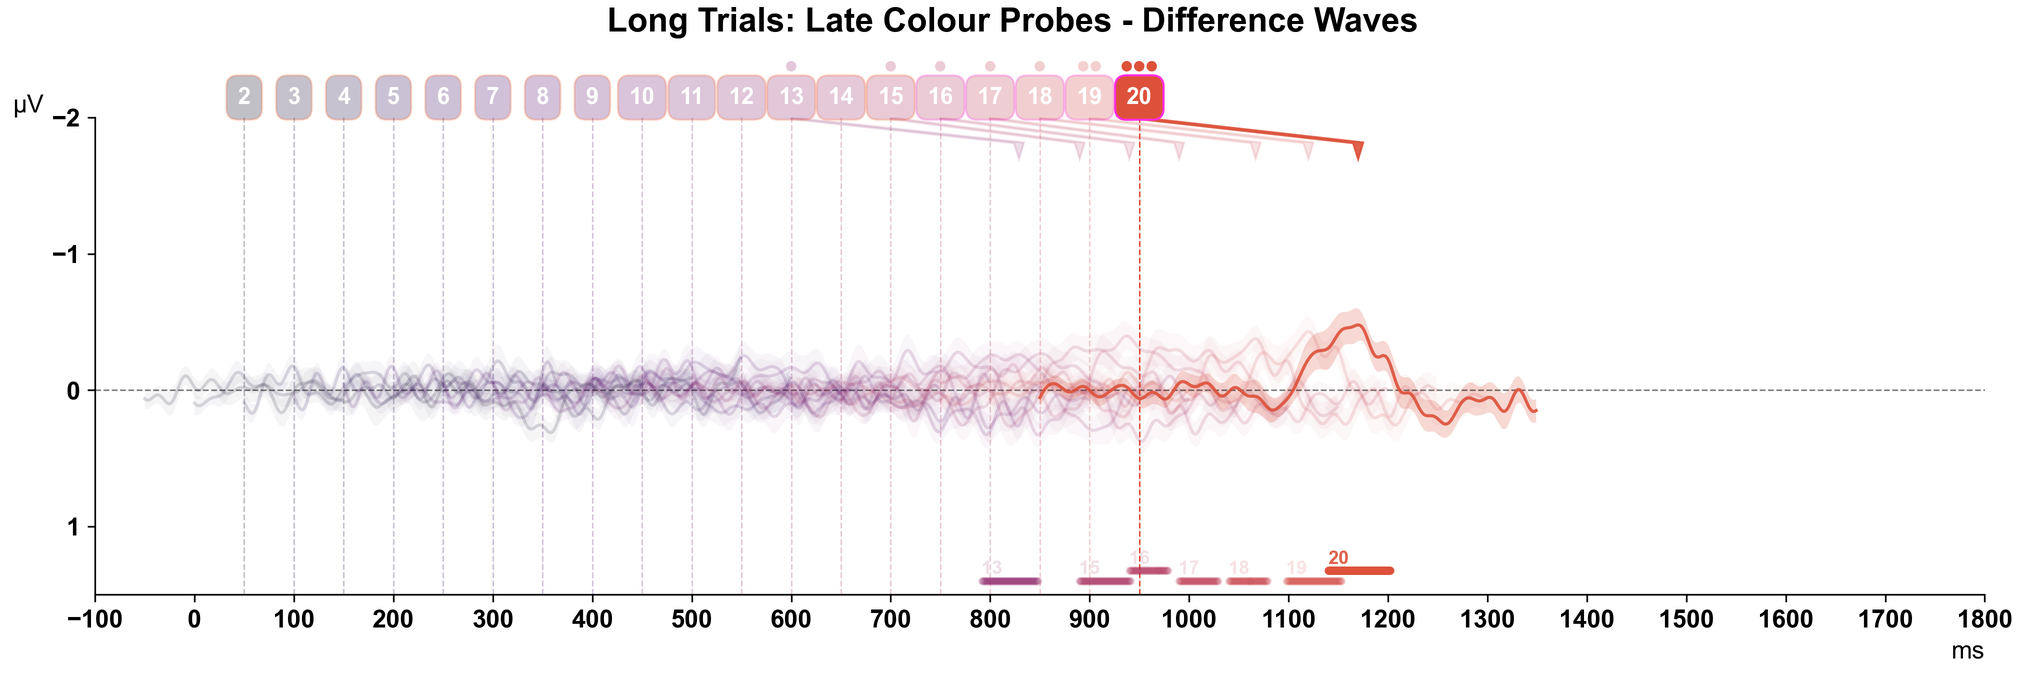 Long Trials: Late Colour Probes - Difference Waves
2 3 4 5 6 7 8 9 10 11 12 13 14 15 16 17 18 19 20
µV
−2
−1
0
1
13 15 16 17 18 19 20
−100 0 100 200 300 400 500 600 700 800 900 1000 1100 1200 1300 1400 1500 1600 1700 1800
ms